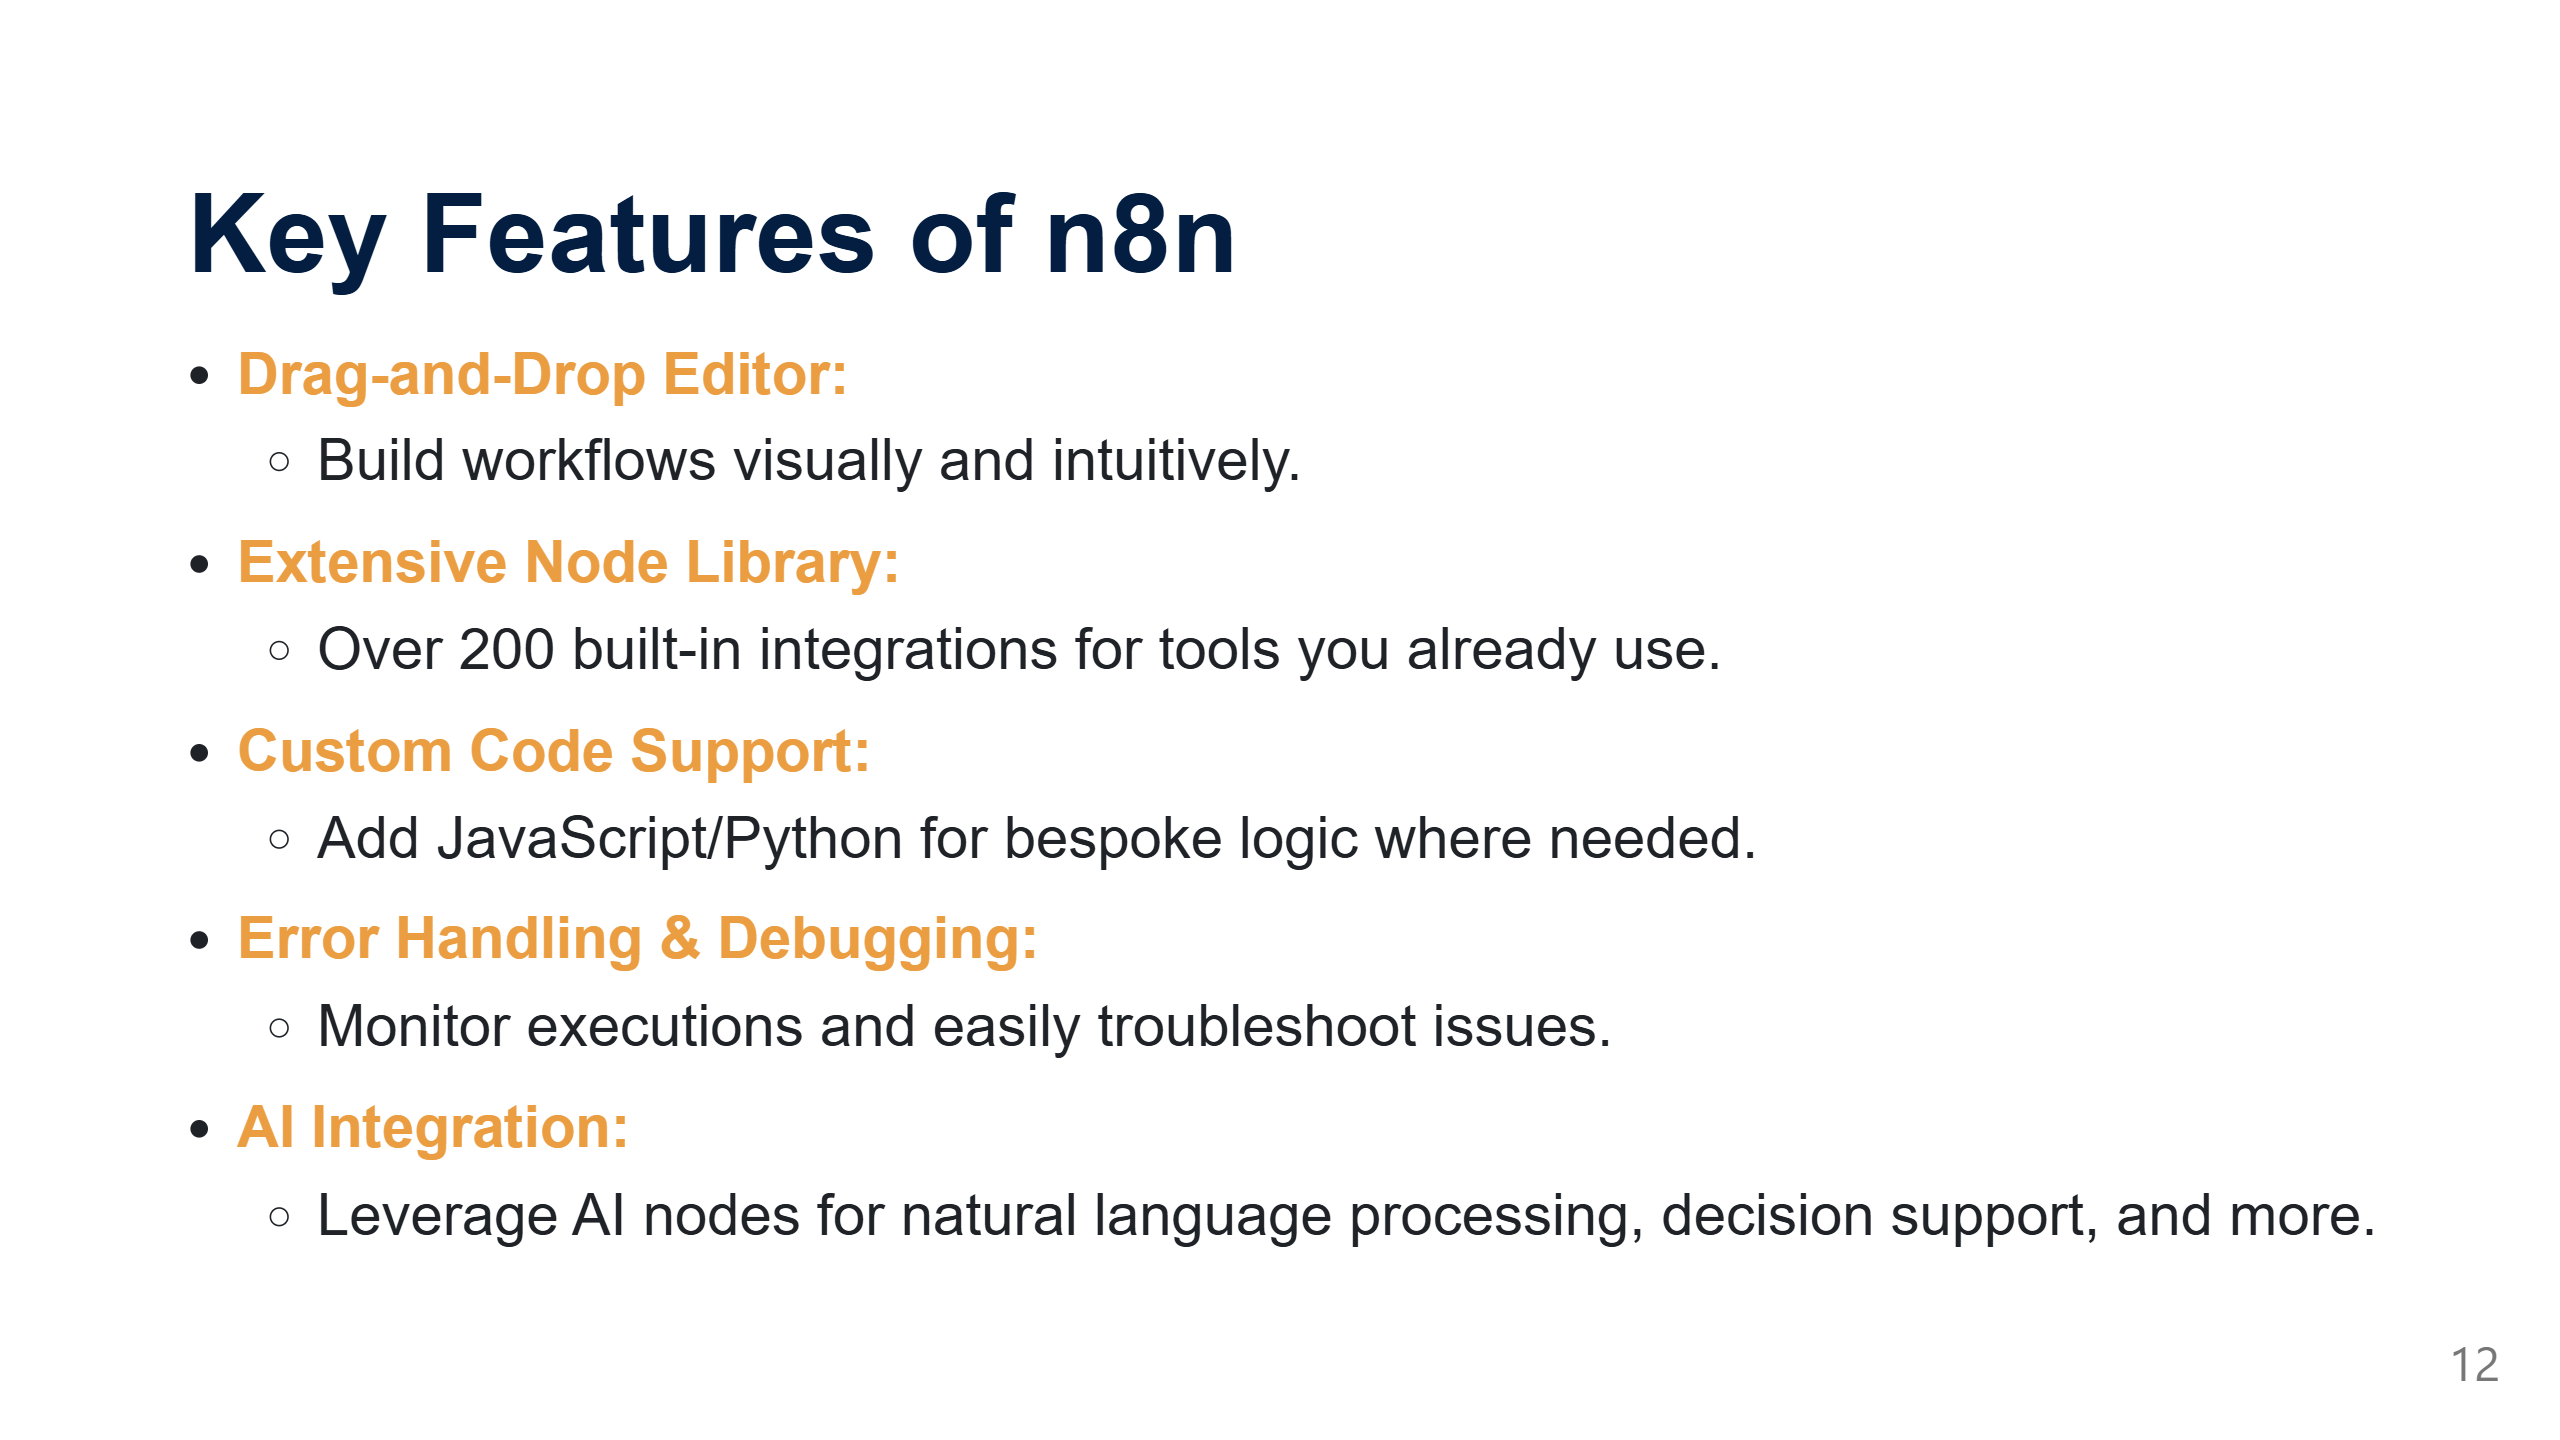 Key Features of n8n
• Drag-and-Drop Editor:
○ Build workflows visually and intuitively.
• Extensive Node Library:
○ Over 200 built-in integrations for tools you already use.
• Custom Code Support:
○ Add JavaScript/Python for bespoke logic where needed.
• Error Handling & Debugging:
○ Monitor executions and easily troubleshoot issues.
• AI Integration:
○ Leverage AI nodes for natural language processing, decision support, and more.
12